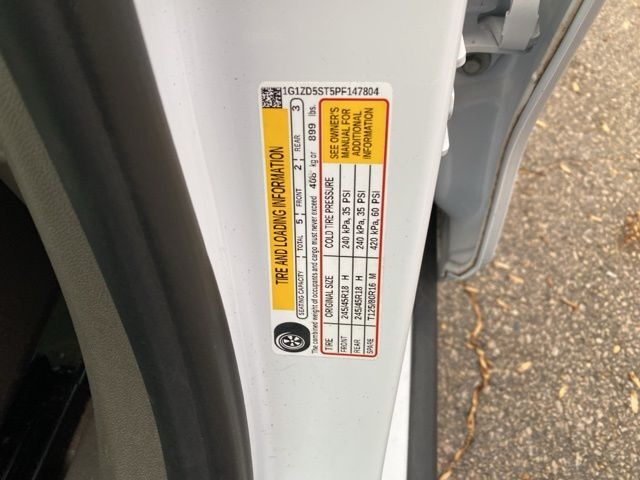 1G1ZD5ST5PF147804
TIRE AND LOADING INFORMATION
SEATING CAPACITY TOTAL 5 FRONT 2 REAR 3
The combined weight of occupants and cargo must never exceed 408 kg or 899 lbs.
TIRE ORIGINAL SIZE COLD TIRE PRESSURE
FRONT 245/45R18 H 240 kPa, 35 PSI
REAR 245/45R18 H 240 kPa, 35 PSI
SPARE T125/80R16 M 420 kPa, 60 PSI
SEE OWNER'S
MANUAL FOR
ADDITIONAL
INFORMATION